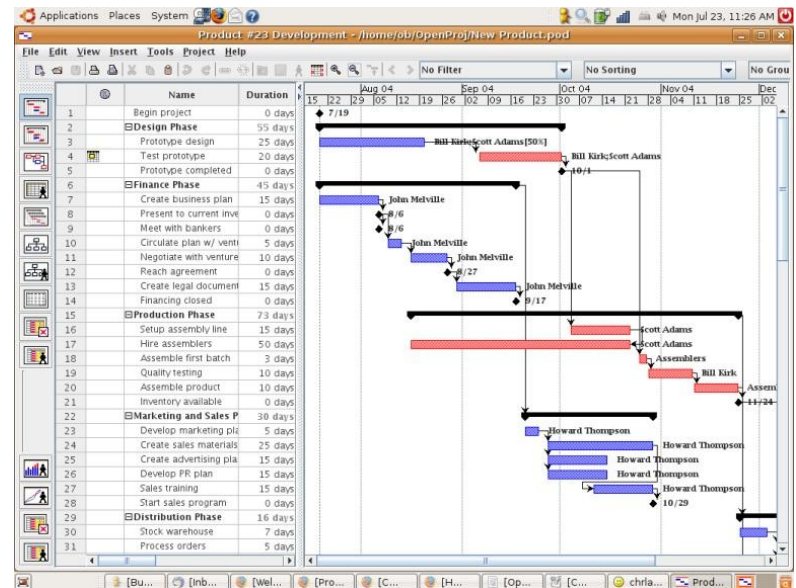 Applications Places System Mon Jul 23, 11:26 AM
Product #23 Development - /home/ob/OpenProj/New Product.pod
File Edit View Insert Tools Project Help
No Filter No Sorting No Grou
Name Duration
Aug 04 Sep 04 Oct 04 Nov 04 Dec
15 22 29 05 12 19 26 02 09 16 23 30 07 14 21 28 04 11 18 25 02
1 Begin project 0 days 7/19
2 Design Phase 55 days
3 Prototype design 25 days Bill Kirk;Scott Adams[50%]
4 Test prototype 20 days Bill Kirk;Scott Adams
5 Prototype completed 0 days 10/1
6 Finance Phase 45 days
7 Create business plan 15 days John Melville
8 Present to current inve 0 days 8/6
9 Meet with bankers 0 days 8/6
10 Circulate plan w/ venti 5 days John Melville
11 Negotiate with venture 10 days John Melville
12 Reach agreement 0 days 8/27
13 Create legal document 15 days John Melville
14 Financing closed 0 days 9/17
15 Production Phase 73 days
16 Setup assembly line 15 days Scott Adams
17 Hire assemblers 50 days Scott Adams
18 Assemble first batch 3 days Assemblers
19 Quality testing 10 days Bill Kirk
20 Assemble product 10 days Assem
21 Inventory available 0 days 11/24
22 Marketing and Sales P 30 days
23 Develop marketing pla 5 days Howard Thompson
24 Create sales materials 25 days Howard Thompson
25 Create advertising pla 15 days Howard Thompson
26 Develop PR plan 15 days Howard Thompson
27 Sales training 15 days Howard Thompson
28 Start sales program 0 days 10/29
29 Distribution Phase 16 days
30 Stock warehouse 7 days
31 Process orders 5 days
[Bu... [Inb... [Wel... [Pro... [C... [H... [Op... [C... chrla... Prod...